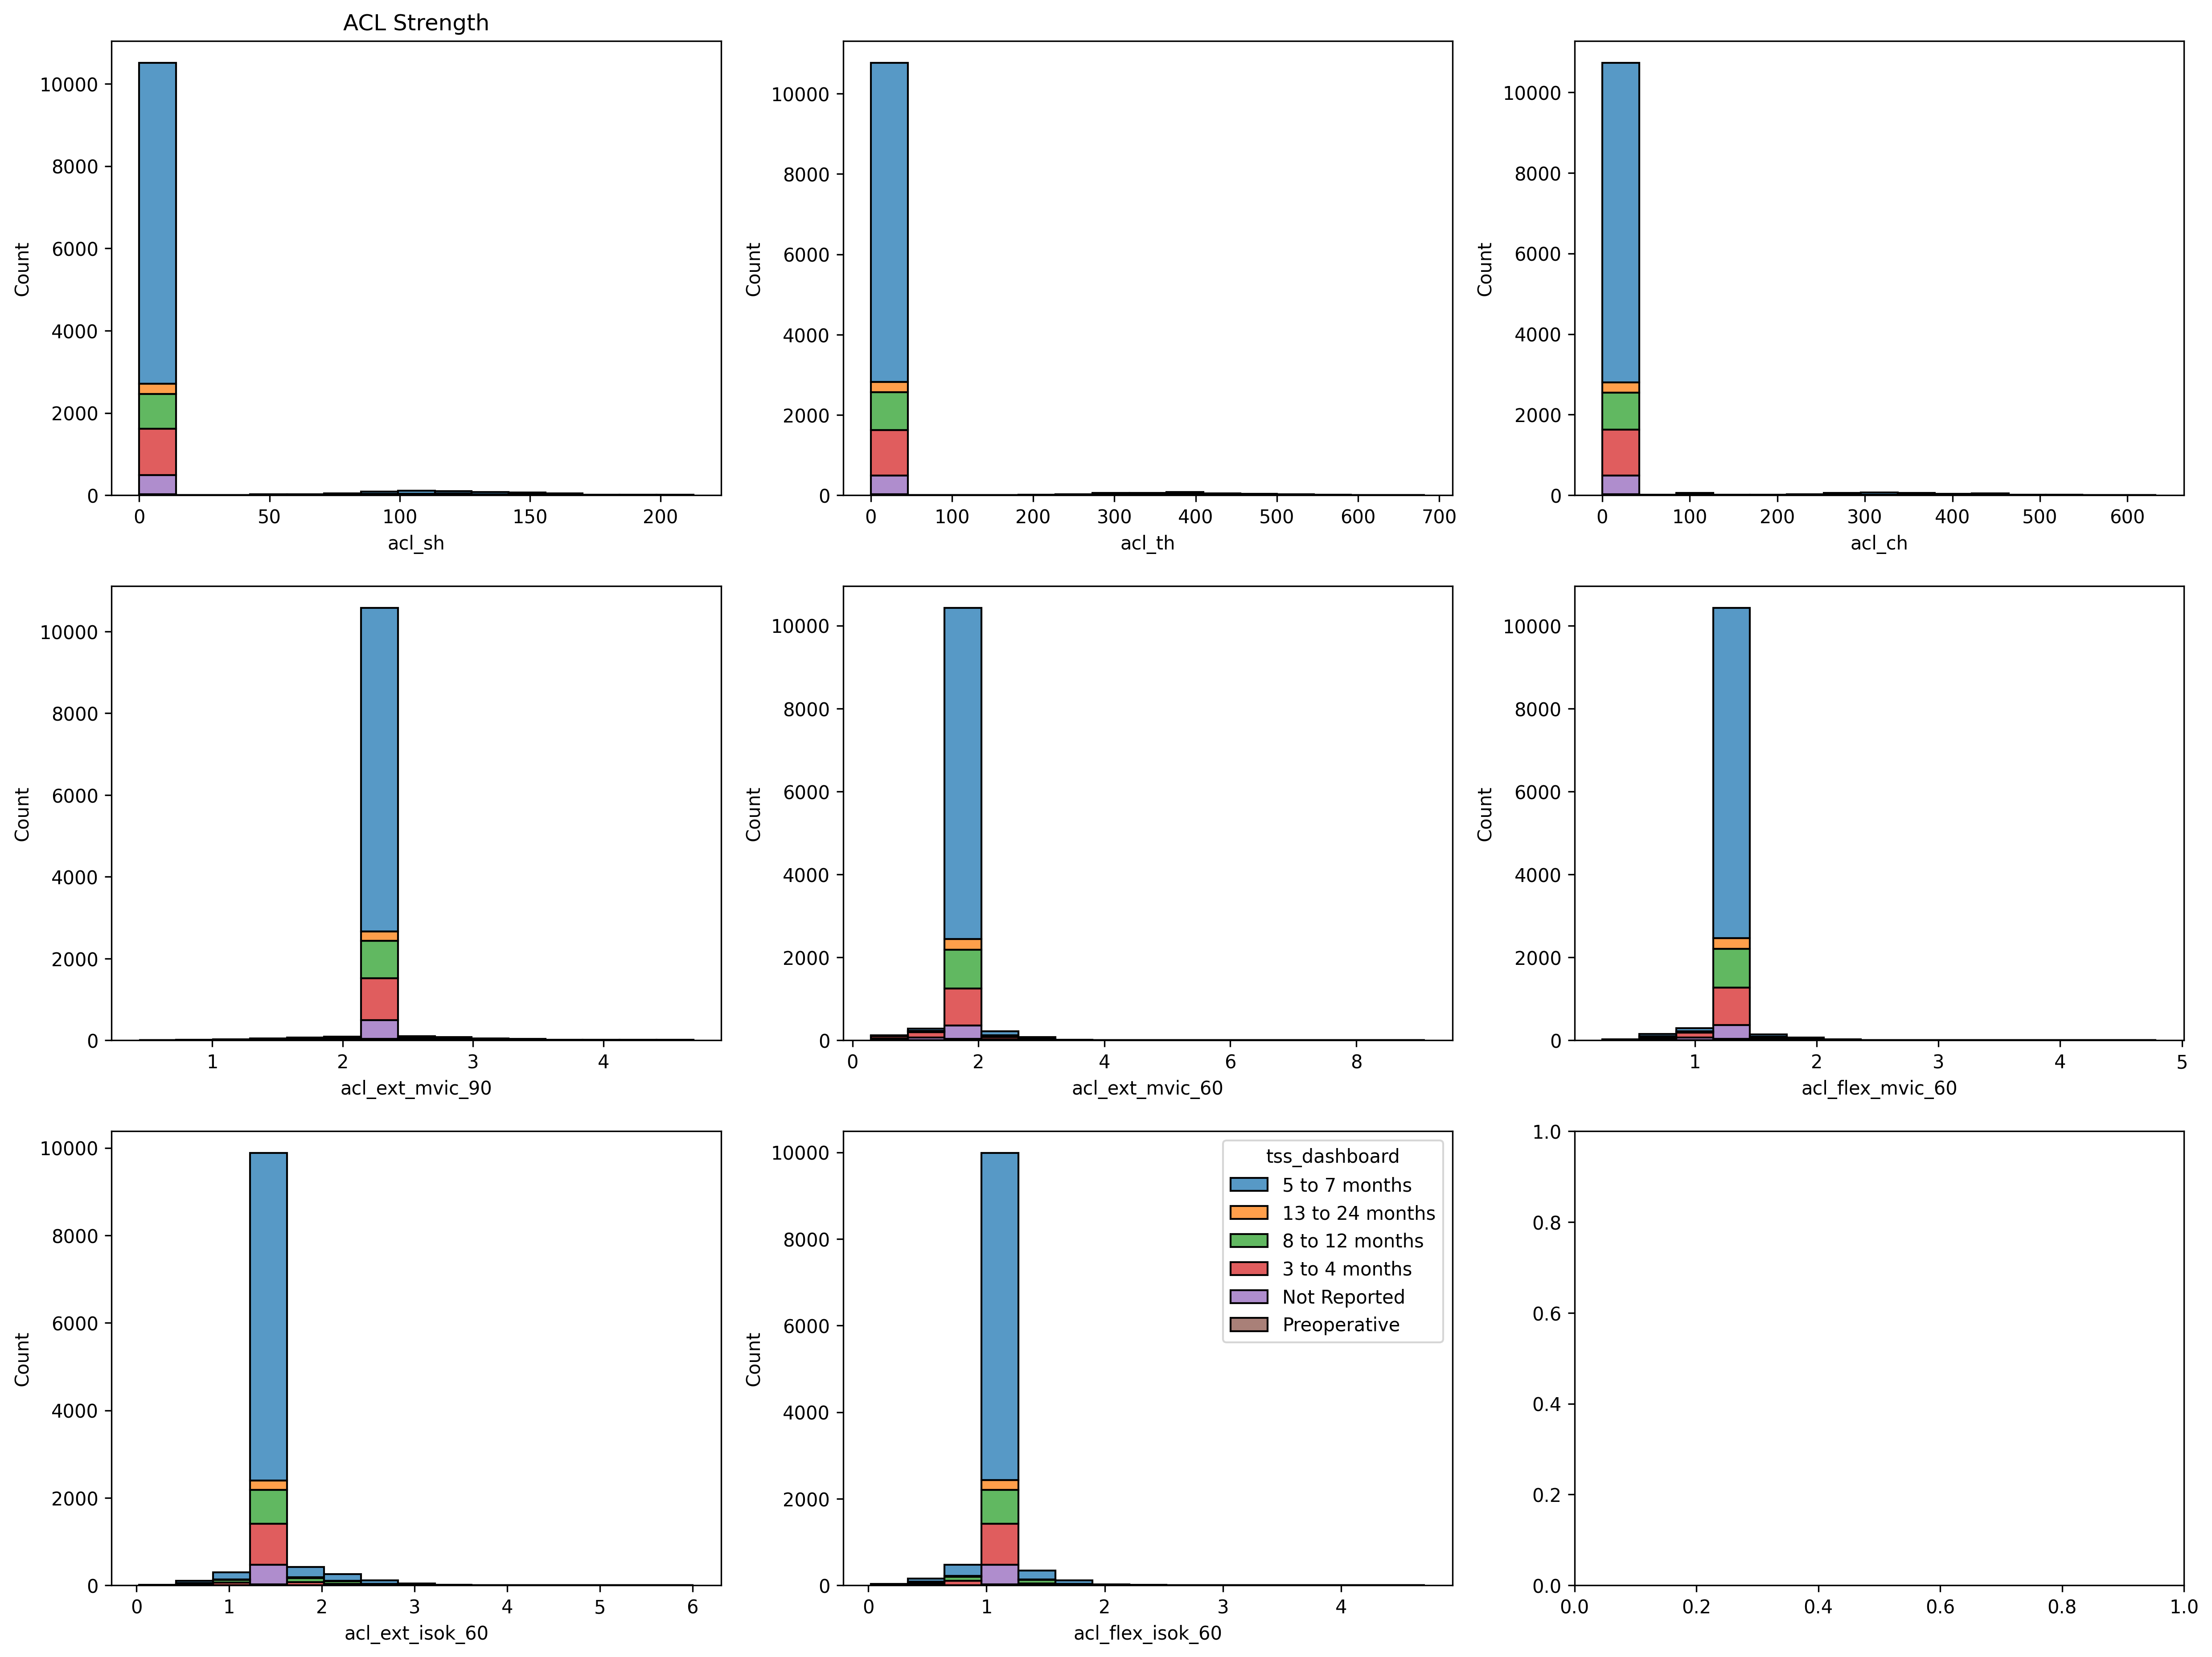 ACL Strength
Count
10000
8000
6000
4000
2000
0
0 50 100 150 200
acl_sh
Count
10000
8000
6000
4000
2000
0
0 100 200 300 400 500 600 700
acl_th
Count
10000
8000
6000
4000
2000
0
0 100 200 300 400 500 600
acl_ch
Count
10000
8000
6000
4000
2000
0
1 2 3 4
acl_ext_mvic_90
Count
10000
8000
6000
4000
2000
0
0 2 4 6 8
acl_ext_mvic_60
Count
10000
8000
6000
4000
2000
0
1 2 3 4 5
acl_flex_mvic_60
Count
10000
8000
6000
4000
2000
0
0 1 2 3 4 5 6
acl_ext_isok_60
Count
10000
8000
6000
4000
2000
0
tss_dashboard
5 to 7 months
13 to 24 months
8 to 12 months
3 to 4 months
Not Reported
Preoperative
0 1 2 3 4
acl_flex_isok_60
1.0
0.8
0.6
0.4
0.2
0.0
0.0 0.2 0.4 0.6 0.8 1.0